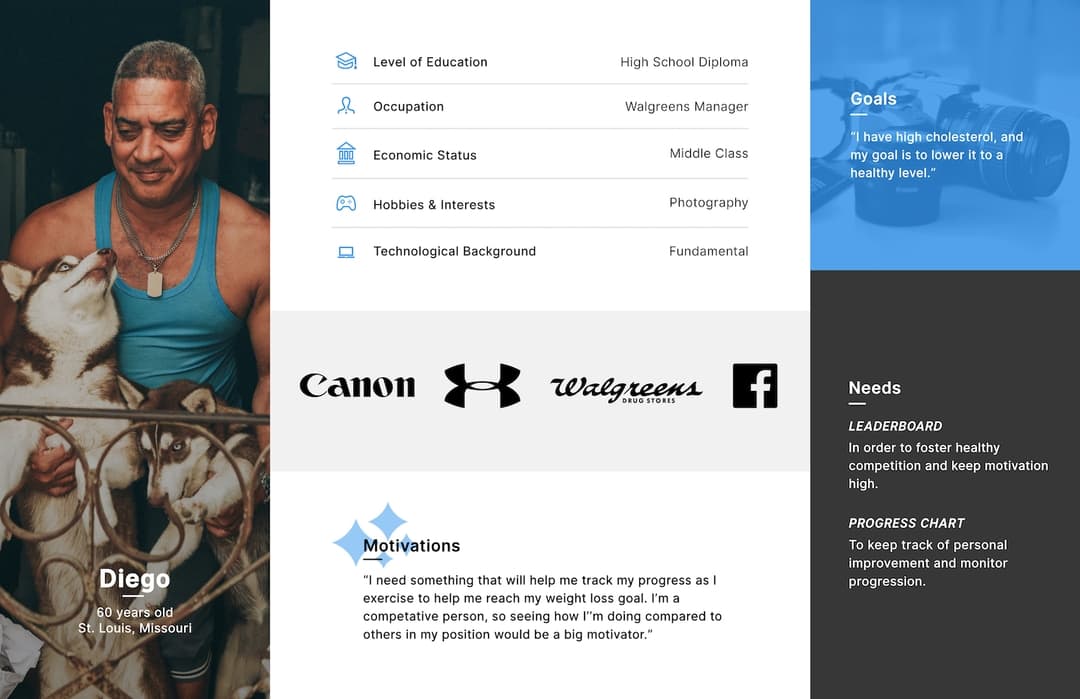 Diego
60 years old
St. Louis, Missouri
Level of Education
High School Diploma
Occupation
Walgreens Manager
Economic Status
Middle Class
Hobbies & Interests
Photography
Technological Background
Fundamental
Canon
Walgreens
DRUG STORES
f
Motivations
“I need something that will help me track my progress as I
exercise to help me reach my weight loss goal. I’m a
competative person, so seeing how I’’m doing compared to
others in my position would be a big motivator.”
Goals
“I have high cholesterol, and
my goal is to lower it to a
healthy level.”
Needs
LEADERBOARD
In order to foster healthy
competition and keep motivation
high.
PROGRESS CHART
To keep track of personal
improvement and monitor
progression.